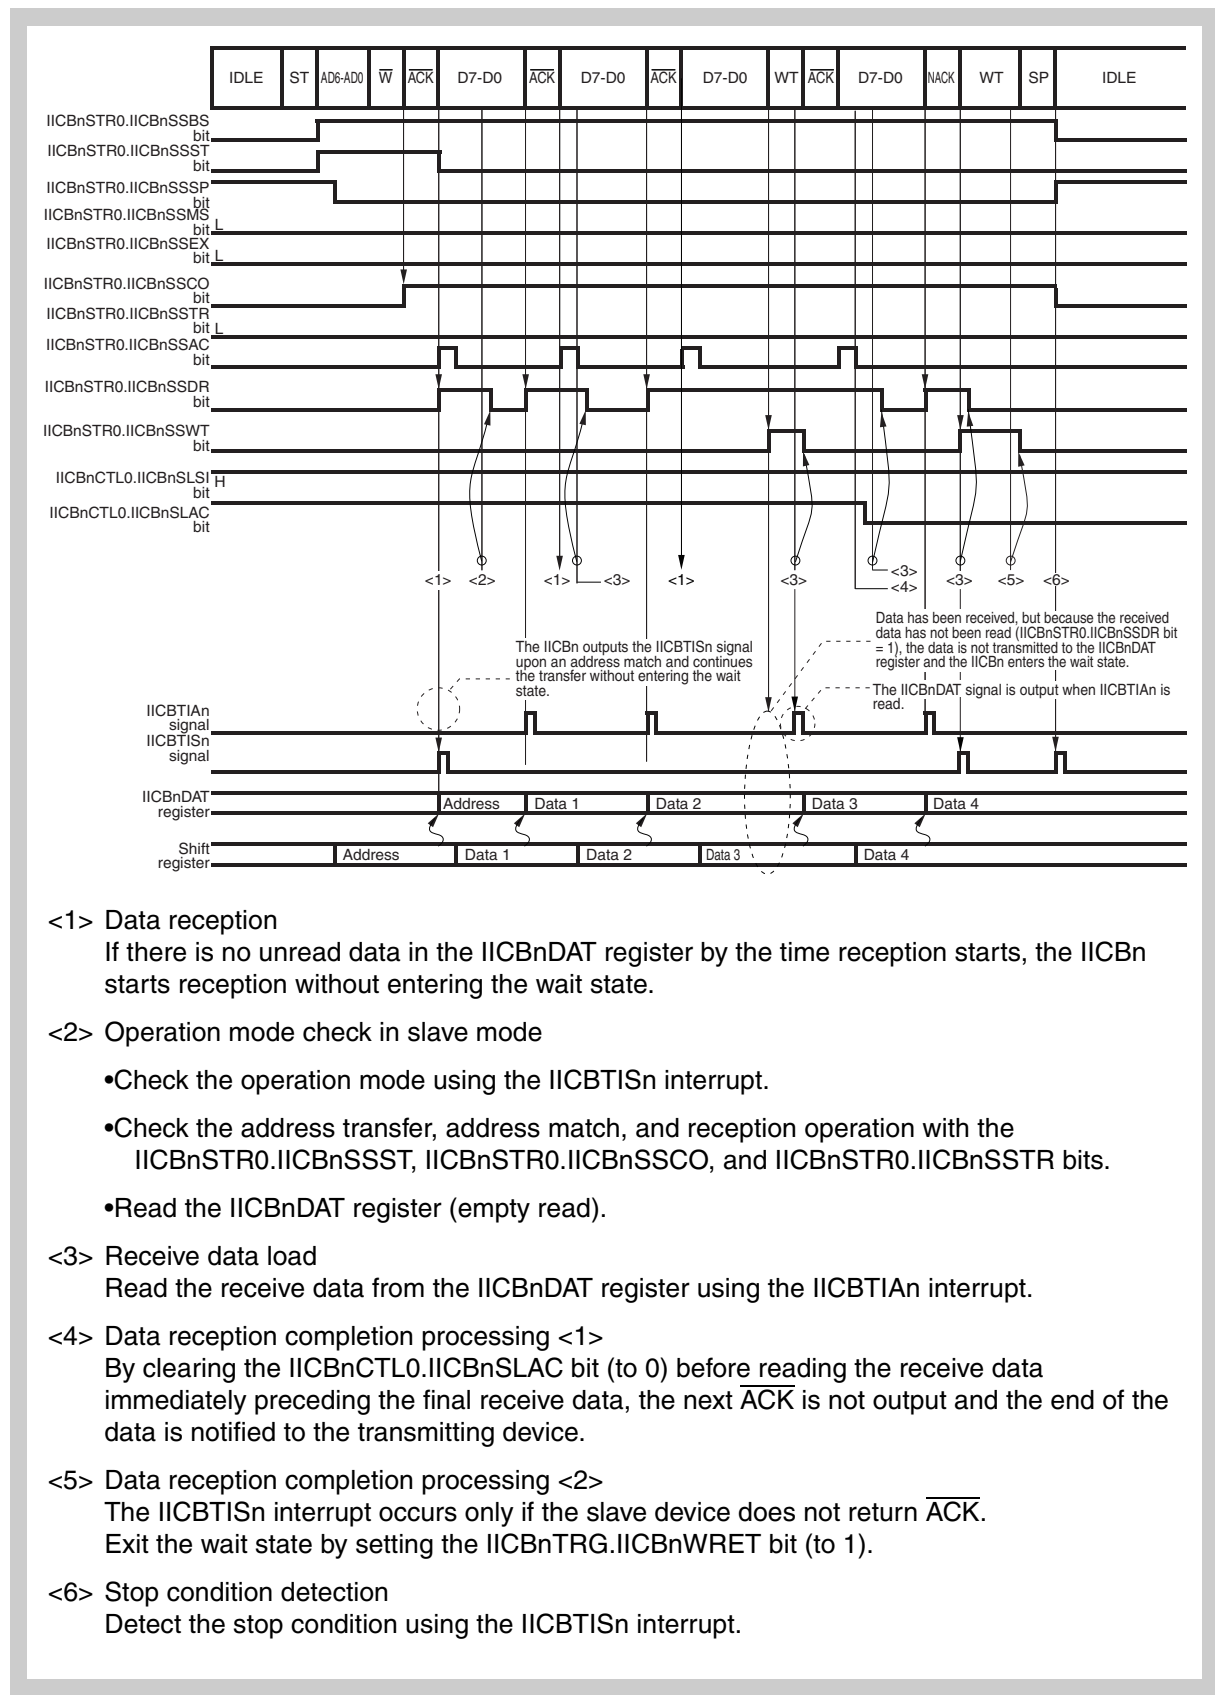 IDLE ST AD6-AD0 W ACK D7-D0 ACK D7-D0 ACK D7-D0 WT ACK D7-D0 NACK WT SP IDLE
IICBnSTR0.IICBnSSBS
bit
IICBnSTR0.IICBnSSST
bit
IICBnSTR0.IICBnSSSP
bit
IICBnSTR0.IICBnSSMS
bit L
IICBnSTR0.IICBnSSEX
bit L
IICBnSTR0.IICBnSSCO
bit
IICBnSTR0.IICBnSSTR
bit L
IICBnSTR0.IICBnSSAC
bit
IICBnSTR0.IICBnSSDR
bit
IICBnSTR0.IICBnSSWT
bit
IICBnCTL0.IICBnSLSI H
bit
IICBnCTL0.IICBnSLAC
bit
<1> <2> <1> <3> <1> <3> <3> <3> <5> <6>
<4>
Data has been received, but because the received
data has not been read (IICBnSTR0.IICBnSSDR bit
= 1), the data is not transmitted to the IICBnDAT
register and the IICBn enters the wait state.
The IICBn outputs the IICBTISn signal
upon an address match and continues
the transfer without entering the wait
state.
The IICBnDAT signal is output when IICBTIAn is
read.
IICBTIAn
signal
IICBTISn
signal
IICBnDAT
register
Address Data 1 Data 2 Data 3 Data 4
Shift
register
Address Data 1 Data 2 Data 3 Data 4
<1> Data reception
If there is no unread data in the IICBnDAT register by the time reception starts, the IICBn
starts reception without entering the wait state.
<2> Operation mode check in slave mode
•Check the operation mode using the IICBTISn interrupt.
•Check the address transfer, address match, and reception operation with the
IICBnSTR0.IICBnSSST, IICBnSTR0.IICBnSSCO, and IICBnSTR0.IICBnSSTR bits.
•Read the IICBnDAT register (empty read).
<3> Receive data load
Read the receive data from the IICBnDAT register using the IICBTIAn interrupt.
<4> Data reception completion processing <1>
By clearing the IICBnCTL0.IICBnSLAC bit (to 0) before reading the receive data
immediately preceding the final receive data, the next ACK is not output and the end of the
data is notified to the transmitting device.
<5> Data reception completion processing <2>
The IICBTISn interrupt occurs only if the slave device does not return ACK.
Exit the wait state by setting the IICBnTRG.IICBnWRET bit (to 1).
<6> Stop condition detection
Detect the stop condition using the IICBTISn interrupt.